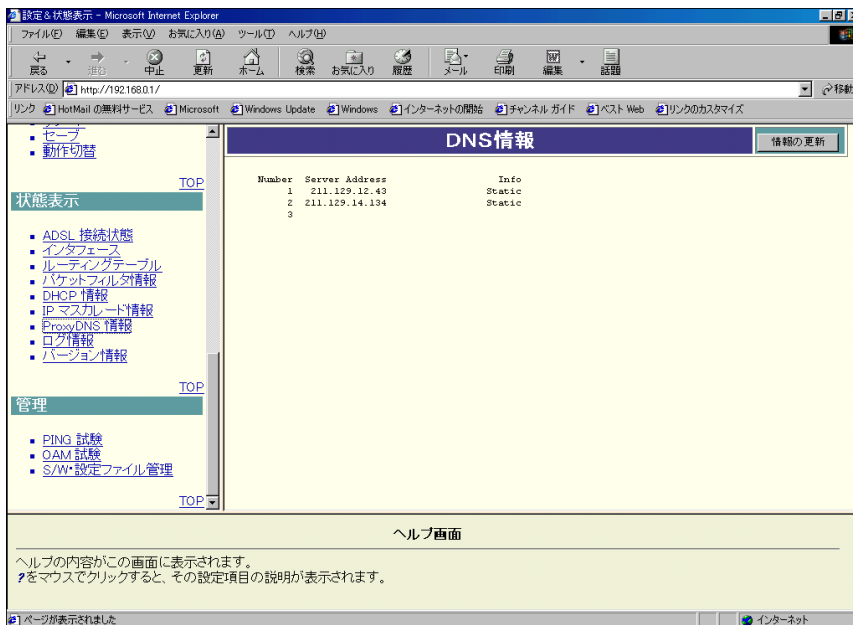 設定&状態表示 - Microsoft Internet Explorer
ファイル(F) 編集(E) 表示(V) お気に入り(A) ツール(T) ヘルプ(H)
戻る 進む 中止 更新 ホーム 検索 お気に入り 履歴 メール 印刷 編集 話題
アドレス(D) http://192.168.0.1/ 移動
リンク HotMail の無料サービス Microsoft Windows Update Windows インターネットの開始 チャンネル ガイド ベスト Web リンクのカスタマイズ
セーブ
動作切替
TOP
状態表示
ADSL 接続状態
インタフェース
ルーティングテーブル
パケットフィルタ情報
DHCP 情報
IP マスカレード情報
ProxyDNS 情報
ログ情報
バージョン情報
TOP
管理
PING 試験
OAM 試験
S/W・設定ファイル管理
TOP
DNS情報
情報の更新
Number Server Address Info
1 211.129.12.43 Static
2 211.129.14.134 Static
3
ヘルプ画面
ヘルプの内容がこの画面に表示されます。
?をマウスでクリックすると、その設定項目の説明が表示されます。
ページが表示されました
インターネット